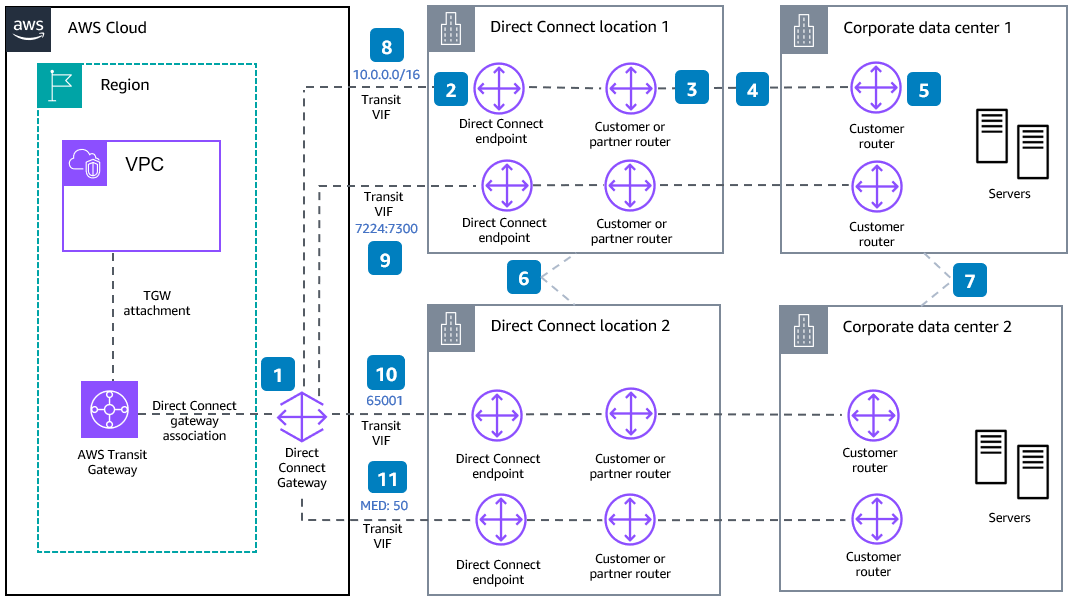 aws
AWS Cloud
Region
VPC
TGW
attachment
AWS Transit
Gateway
Direct Connect
gateway
association
1
Direct
Connect
Gateway
8
10.0.0.0/16
Transit
VIF
Transit
VIF
7224:7300
9
10
65001
Transit
VIF
11
MED: 50
Transit
VIF
Direct Connect location 1
2
Direct Connect
endpoint
Customer or
partner router
3
Direct Connect
endpoint
Customer or
partner router
6
Direct Connect location 2
Direct Connect
endpoint
Customer or
partner router
Direct Connect
endpoint
Customer or
partner router
4
Corporate data center 1
5
Customer
router
Customer
router
Servers
7
Corporate data center 2
Customer
router
Customer
router
Servers